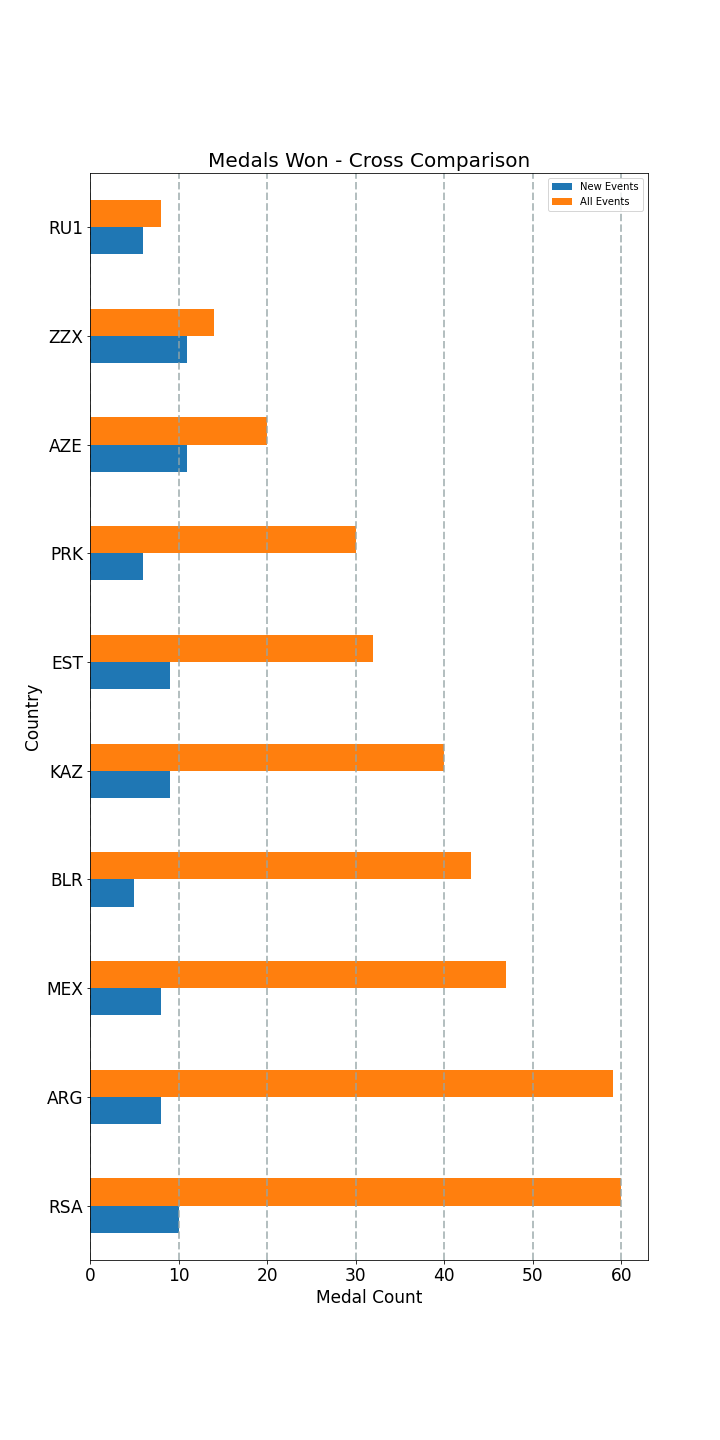 Medals Won - Cross Comparison
New Events
All Events
RU1
ZZX
AZE
PRK
EST
KAZ
BLR
MEX
ARG
RSA
Country
0 10 20 30 40 50 60
Medal Count